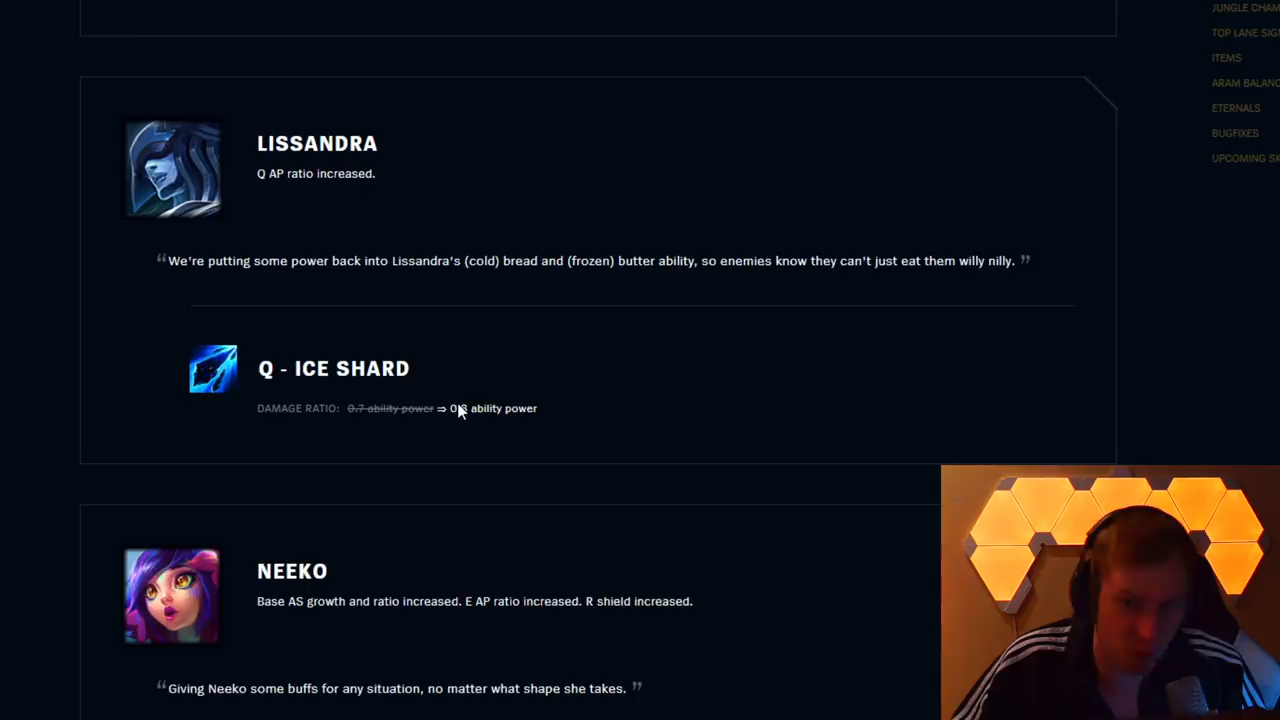 JUNGLE CHAM
TOP LANE SIG
ITEMS
ARAM BALANC
ETERNALS
BUGFIXES
UPCOMING SK
LISSANDRA
Q AP ratio increased.
“We're putting some power back into Lissandra's (cold) bread and (frozen) butter ability, so enemies know they can't just eat them willy nilly. ”
Q - ICE SHARD
DAMAGE RATIO: 0.7 ability power ⇒ ability power
NEEKO
Base AS growth and ratio increased. E AP ratio increased. R shield increased.
“Giving Neeko some buffs for any situation, no matter what shape she takes. ”